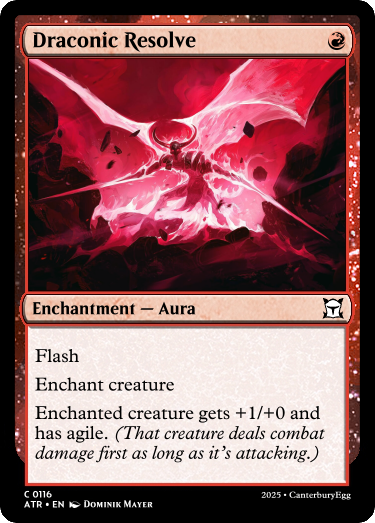 Draconic Resolve
Enchantment — Aura
Flash
Enchant creature
Enchanted creature gets +1/+0 and
has agile. (That creature deals combat
damage first as long as it's attacking.)
C 0116
ATR • EN Dominik Mayer
2025 • CanterburyEgg